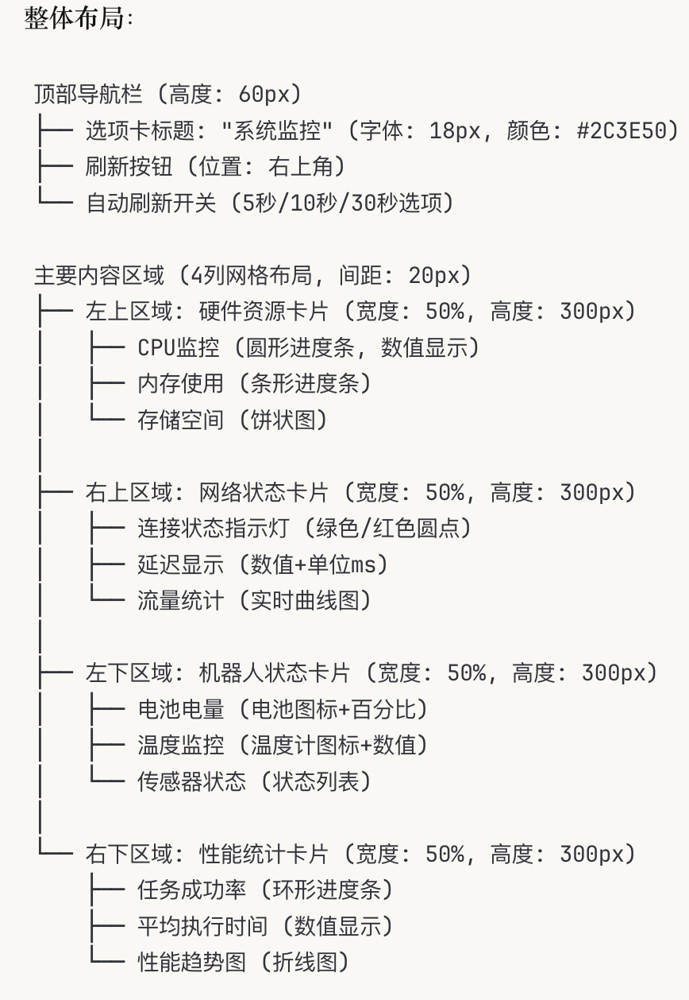 整体布局:
顶部导航栏 (高度: 60px)
├── 选项卡标题: "系统监控" (字体: 18px, 颜色: #2C3E50)
├── 刷新按钮 (位置: 右上角)
└── 自动刷新开关 (5秒/10秒/30秒选项)
主要内容区域 (4列网格布局, 间距: 20px)
├── 左上区域: 硬件资源卡片 (宽度: 50%, 高度: 300px)
│   ├── CPU监控 (圆形进度条, 数值显示)
│   ├── 内存使用 (条形进度条)
│   └── 存储空间 (饼状图)
│
├── 右上区域: 网络状态卡片 (宽度: 50%, 高度: 300px)
│   ├── 连接状态指示灯 (绿色/红色圆点)
│   ├── 延迟显示 (数值+单位ms)
│   └── 流量统计 (实时曲线图)
│
├── 左下区域: 机器人状态卡片 (宽度: 50%, 高度: 300px)
│   ├── 电池电量 (电池图标+百分比)
│   ├── 温度监控 (温度计图标+数值)
│   └── 传感器状态 (状态列表)
│
└── 右下区域: 性能统计卡片 (宽度: 50%, 高度: 300px)
    ├── 任务成功率 (环形进度条)
    ├── 平均执行时间 (数值显示)
    └── 性能趋势图 (折线图)